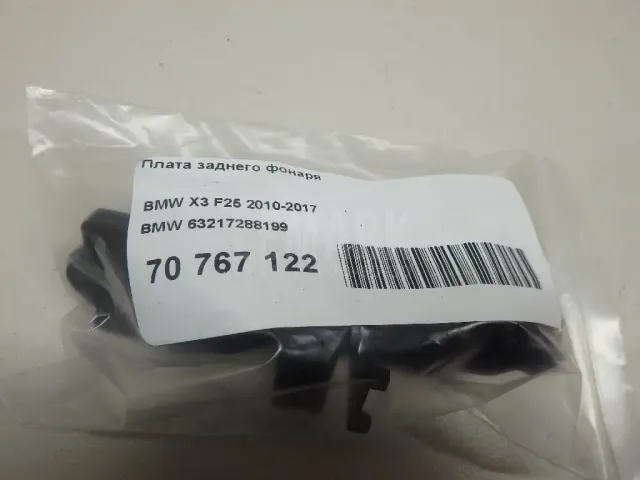 Плата заднего фонаря
BMW X3 F25 2010-2017
BMW 63217288199
70 767 122